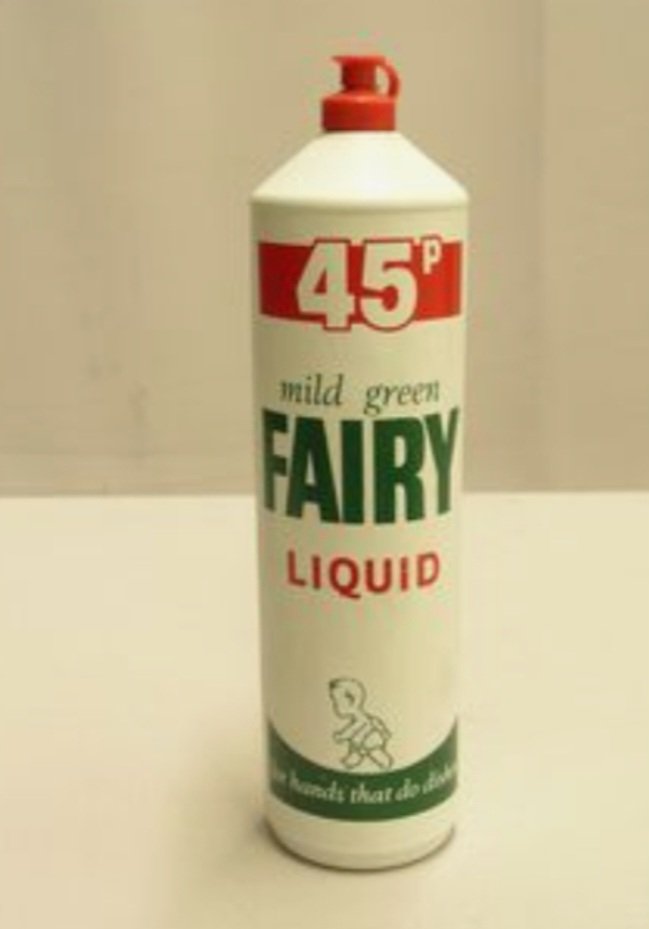 45P
mild green
FAIRY
LIQUID
hands that do